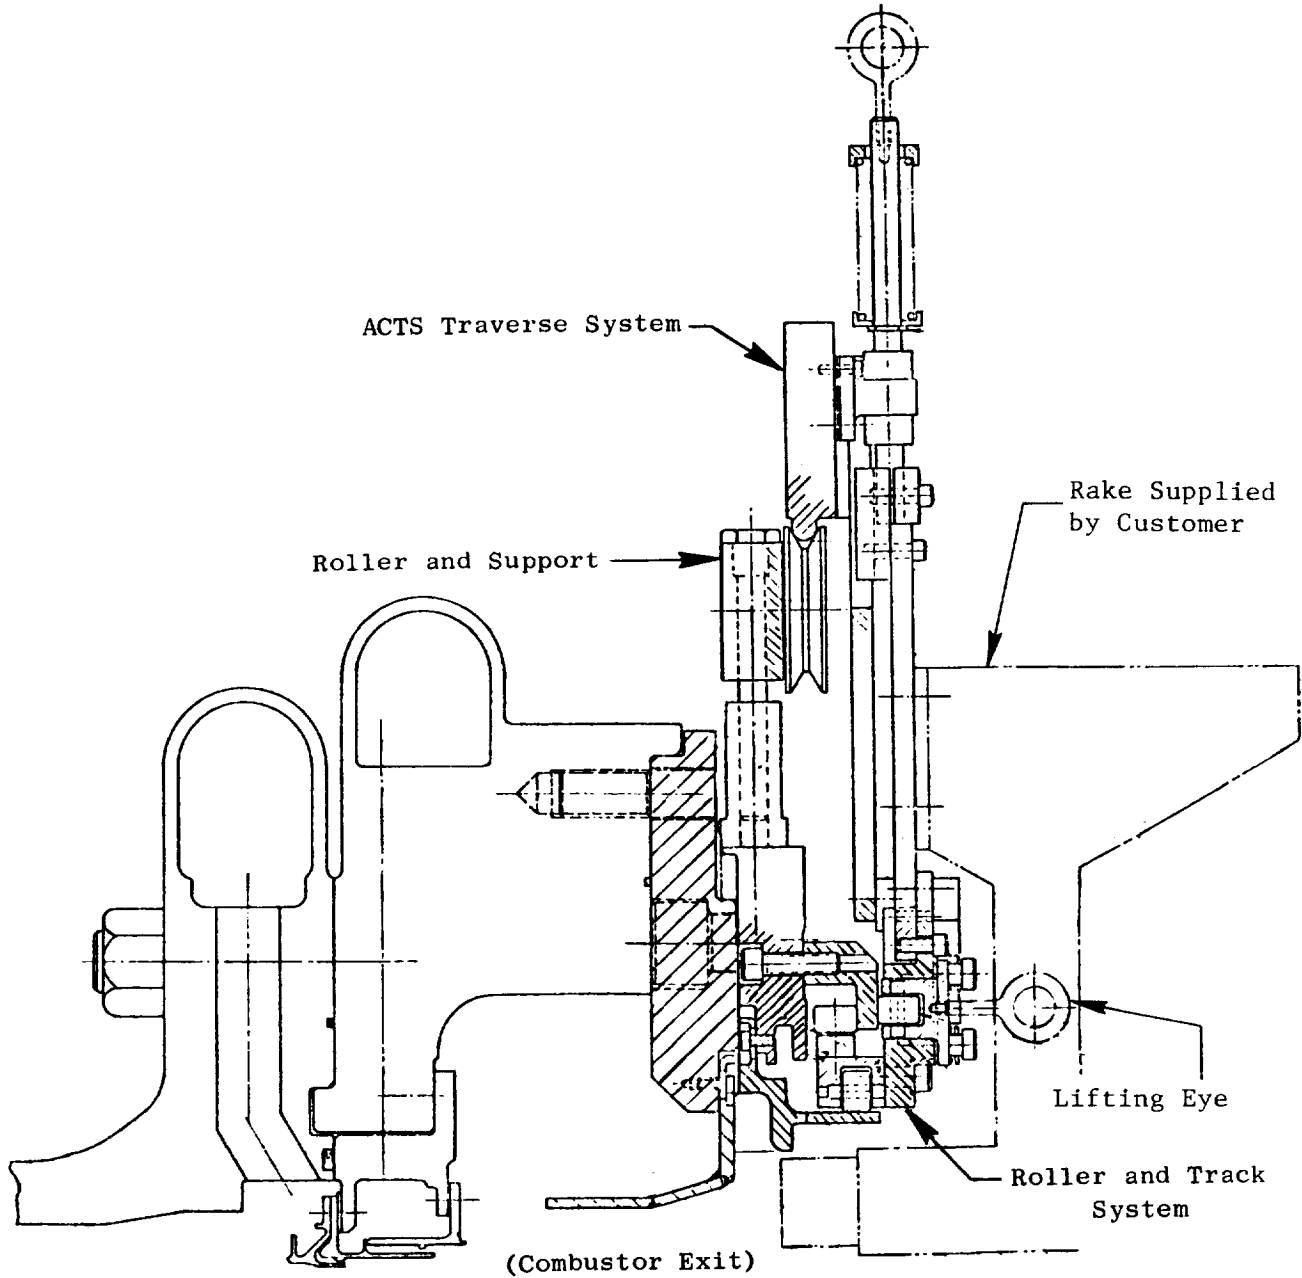 ACTS Traverse System
Rake Supplied
by Customer
Roller and Support
Lifting Eye
Roller and Track
System
(Combustor Exit)